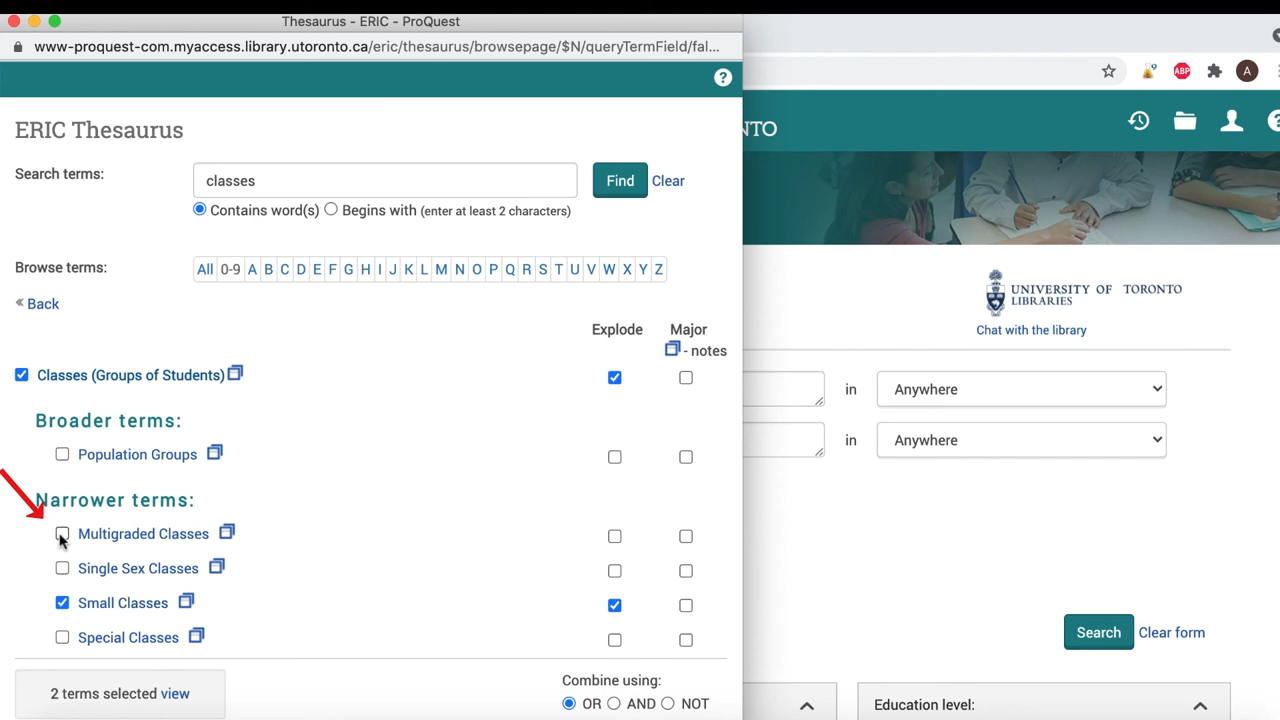 Thesaurus - ERIC - ProQuest
www-proquest-com.myaccess.library.utoronto.ca/eric/thesaurus/browsepage/$N/queryTermField/fal...
ABP
A
?
NTO
ERIC Thesaurus
Search terms:
classes
Find
Clear
Contains word(s)
Begins with (enter at least 2 characters)
Browse terms:
All 0-9 A B C D E F G H I J K L M N O P Q R S T U V W X Y Z
« Back
UNIVERSITY OF TORONTO
LIBRARIES
Chat with the library
Explode
Major
- notes
Classes (Groups of Students)
in
Anywhere
Broader terms:
in
Anywhere
Population Groups
Narrower terms:
Multigraded Classes
Single Sex Classes
Small Classes
Special Classes
Search
Clear form
2 terms selected view
Combine using:
OR
AND
NOT
Education level: